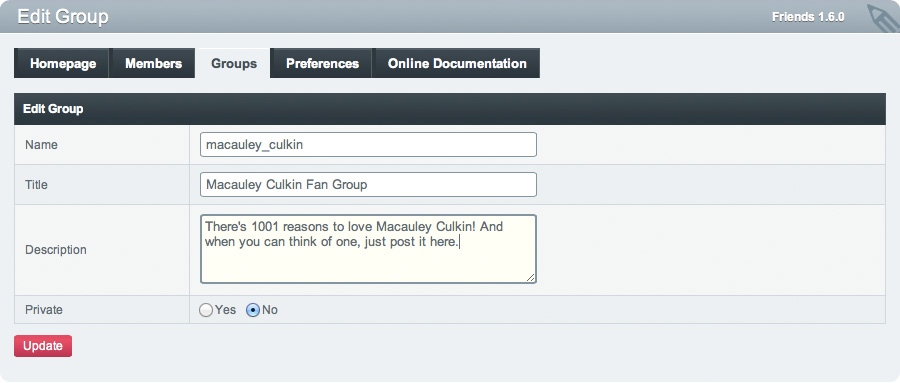 Edit Group
Friends 1.6.0
Homepage Members Groups Preferences Online Documentation
Edit Group
Name macauley_culkin
Title Macauley Culkin Fan Group
Description There's 1001 reasons to love Macauley Culkin! And
when you can think of one, just post it here.
Private Yes No
Update